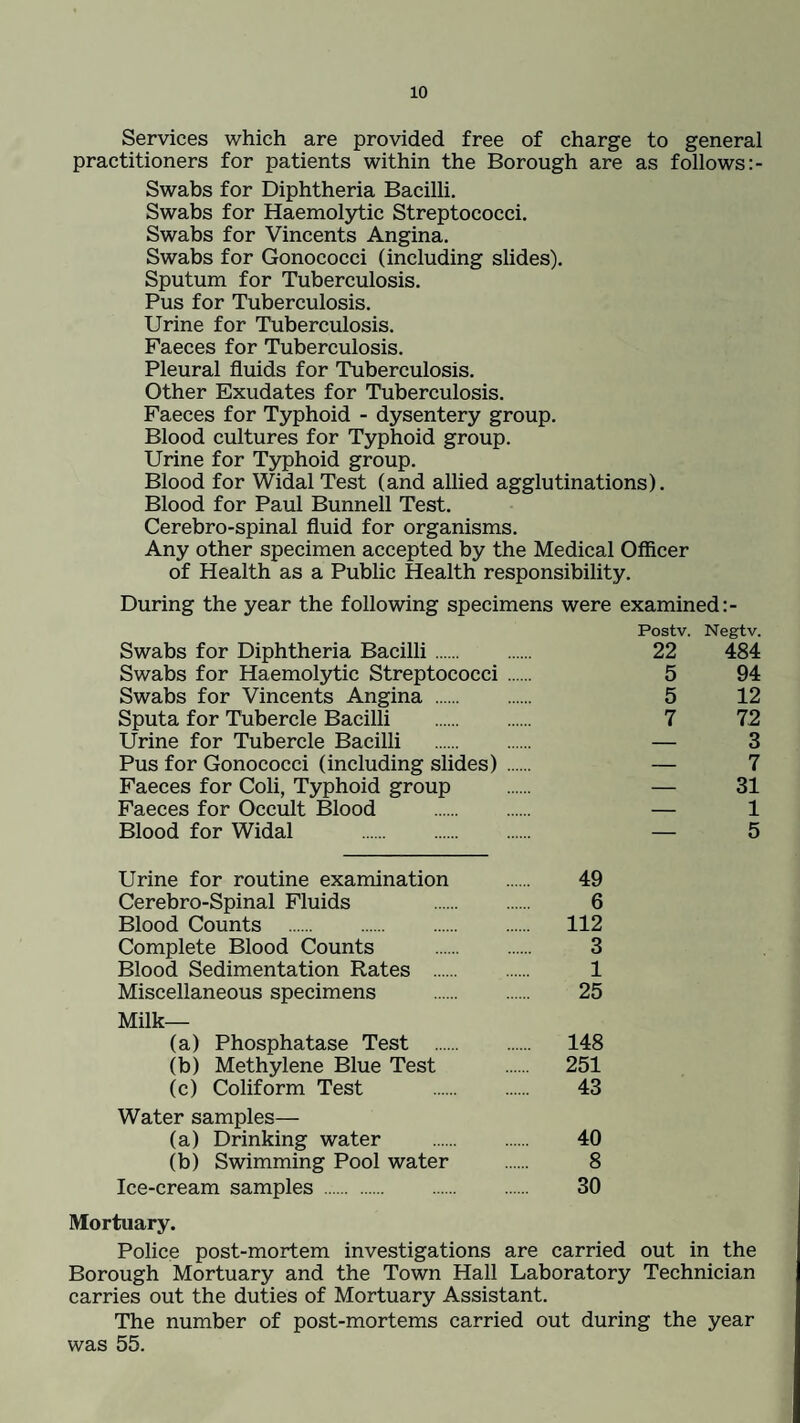 10
Services which are provided free of charge to general
practitioners for patients within the Borough are as follows:-
Swabs for Diphtheria Bacilli.
Swabs for Haemolytic Streptococci.
Swabs for Vincents Angina.
Swabs for Gonococci (including slides).
Sputum for Tuberculosis.
Pus for Tuberculosis.
Urine for Tuberculosis.
Faeces for Tuberculosis.
Pleural fluids for Tuberculosis.
Other Exudates for Tuberculosis.
Faeces for Typhoid - dysentery group.
Blood cultures for Typhoid group.
Urine for Typhoid group.
Blood for Widal Test (and allied agglutinations).
Blood for Paul Bunnell Test.
Cerebro-spinal fluid for organisms.
Any other specimen accepted by the Medical Officer
of Health as a Public Health responsibility.
During the year the following specimens were examined:-
Postv. Negtv.
Swabs for Diphtheria Bacilli ...... ...... 22 484
Swabs for Haemolytic Streptococci ...... 5 94
Swabs for Vincents Angina ...... ...... 5 12
Sputa for Tubercle Bacilli ...... ...... 7 72
Urine for Tubercle Bacilli ...... ...... — 3
Pus for Gonococci (including slides) ...... — 7
Faeces for Coli, Typhoid group ...... — 31
Faeces for Occult Blood ...... ...... — 1
Blood for Widal ...... ...... ...... — 5
Urine for routine examination ...... 49
Cerebro-Spinal Fluids ...... ...... 6
Blood Counts ...... ...... ...... ...... 112
Complete Blood Counts ...... ...... 3
Blood Sedimentation Rates ...... ...... 1
Miscellaneous specimens ...... ...... 25
Milk—
(a) Phosphatase Test ...... ...... 148
(b) Methylene Blue Test ...... 251
(c) Coliform Test ...... ...... 43
Water samples—
(a) Drinking water ...... ...... 40
(b) Swimming Pool water ...... 8
Ice-cream samples ...... ...... ...... ...... 30
Mortuary.
Police post-mortem investigations are carried out in the
Borough Mortuary and the Town Hall Laboratory Technician
carries out the duties of Mortuary Assistant.
The number of post-mortems carried out during the year
was 55.